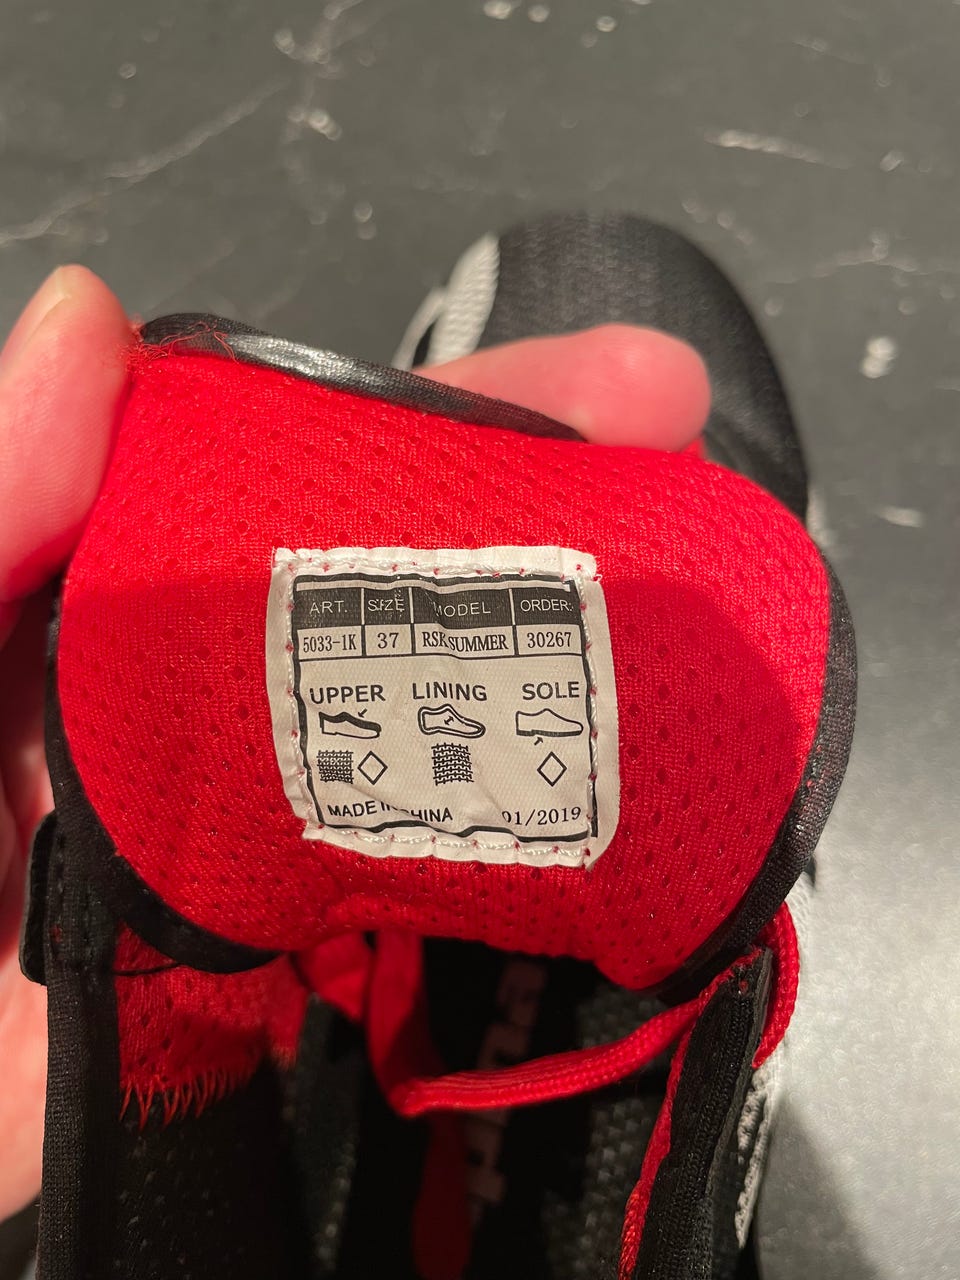 ART. SIZE MODEL ORDER:
5033-1K 37 RSK SUMMER 30267
UPPER LINING SOLE
MADE IN CHINA 01/2019